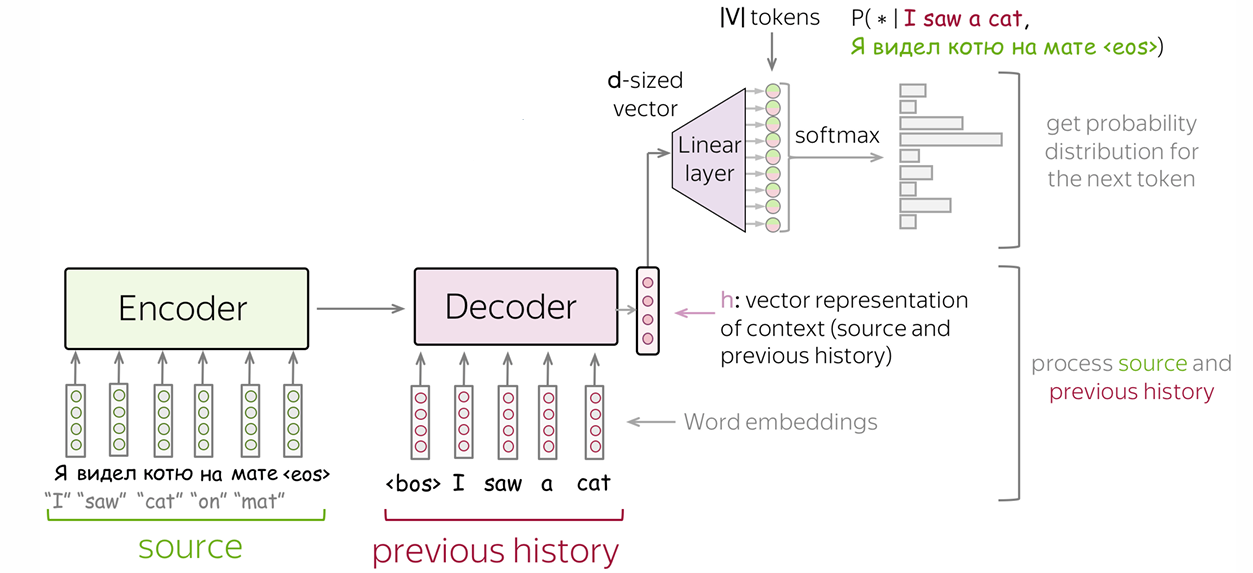 |V| tokens
P( * | I saw a cat,
Я видел котю на мате <eos>)
d-sized
vector
Linear
layer
softmax
get probability
distribution for
the next token
Encoder
Decoder
h: vector representation
of context (source and
previous history)
process source and
previous history
Word embeddings
Я видел котю на мате <eos>
"I" "saw" "cat" "on" "mat"
<bos> I saw a cat
source
previous history